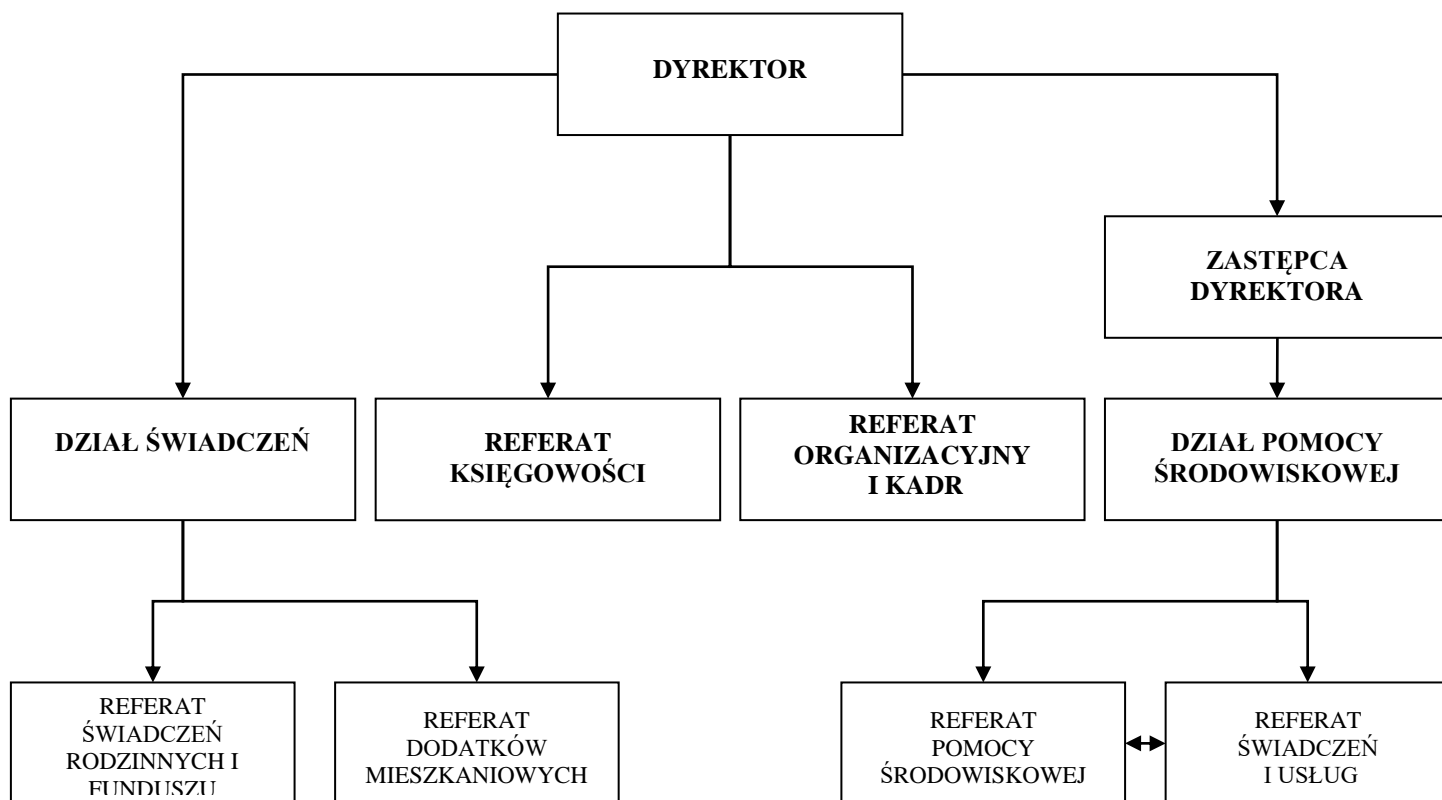 DYREKTOR
ZASTĘPCA
DYREKTORA
DZIAŁ ŚWIADCZEŃ
REFERAT
KSIĘGOWOŚCI
REFERAT
ORGANIZACYJNY
I KADR
DZIAŁ POMOCY
ŚRODOWISKOWEJ
REFERAT
ŚWIADCZEŃ
RODZINNYCH I
FUNDUSZU
REFERAT
DODATKÓW
MIESZKANIOWYCH
REFERAT
POMOCY
ŚRODOWISKOWEJ
REFERAT
ŚWIADCZEŃ
I USŁUG